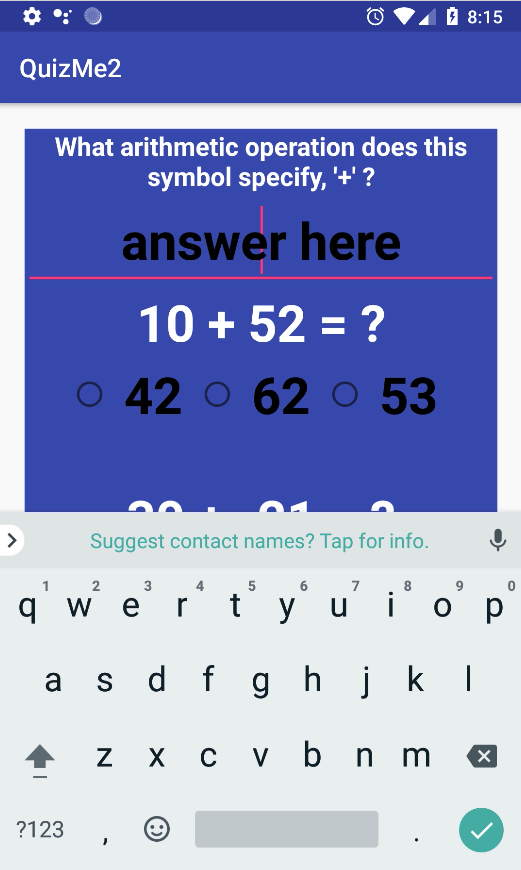 8:15
QuizMe2
What arithmetic operation does this
symbol specify, '+' ?
answer here
10 + 52 = ?
42 62 53
Suggest contact names? Tap for info.
1 2 3 4 5 6 7 8 9 0
q w e r t y u i o p
a s d f g h j k l
z x c v b n m
?123 , .